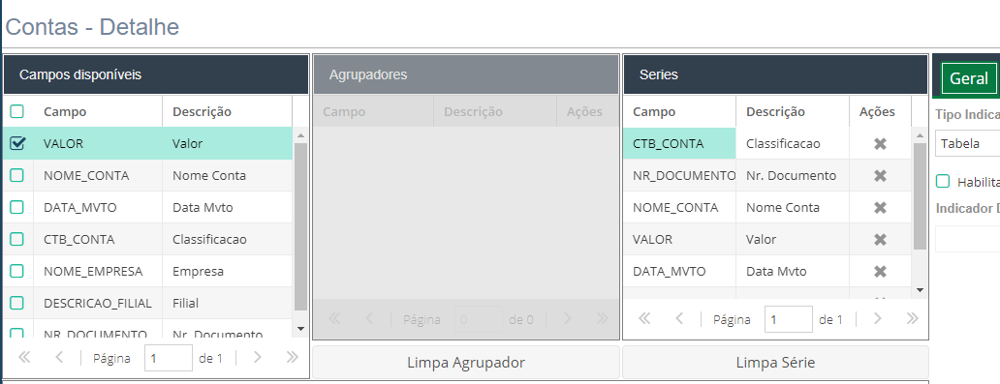 Contas - Detalhe
Campos disponíveis
Campo Descrição
VALOR Valor
NOME_CONTA Nome Conta
DATA_MVTO Data Mvto
CTB_CONTA Classificacao
NOME_EMPRESA Empresa
DESCRICAO_FILIAL Filial
NR_DOCUMENTO Nr. Documento
Página 1 de 1
Agrupadores
Campo Descrição Ações
Página 0 de 0
Limpa Agrupador
Series
Campo Descrição Ações
CTB_CONTA Classificacao
NR_DOCUMENTO Nr. Documento
NOME_CONTA Nome Conta
VALOR Valor
DATA_MVTO Data Mvto
Página 1 de 1
Limpa Série
Geral
Tipo Indica
Tabela
Habilita
Indicador D